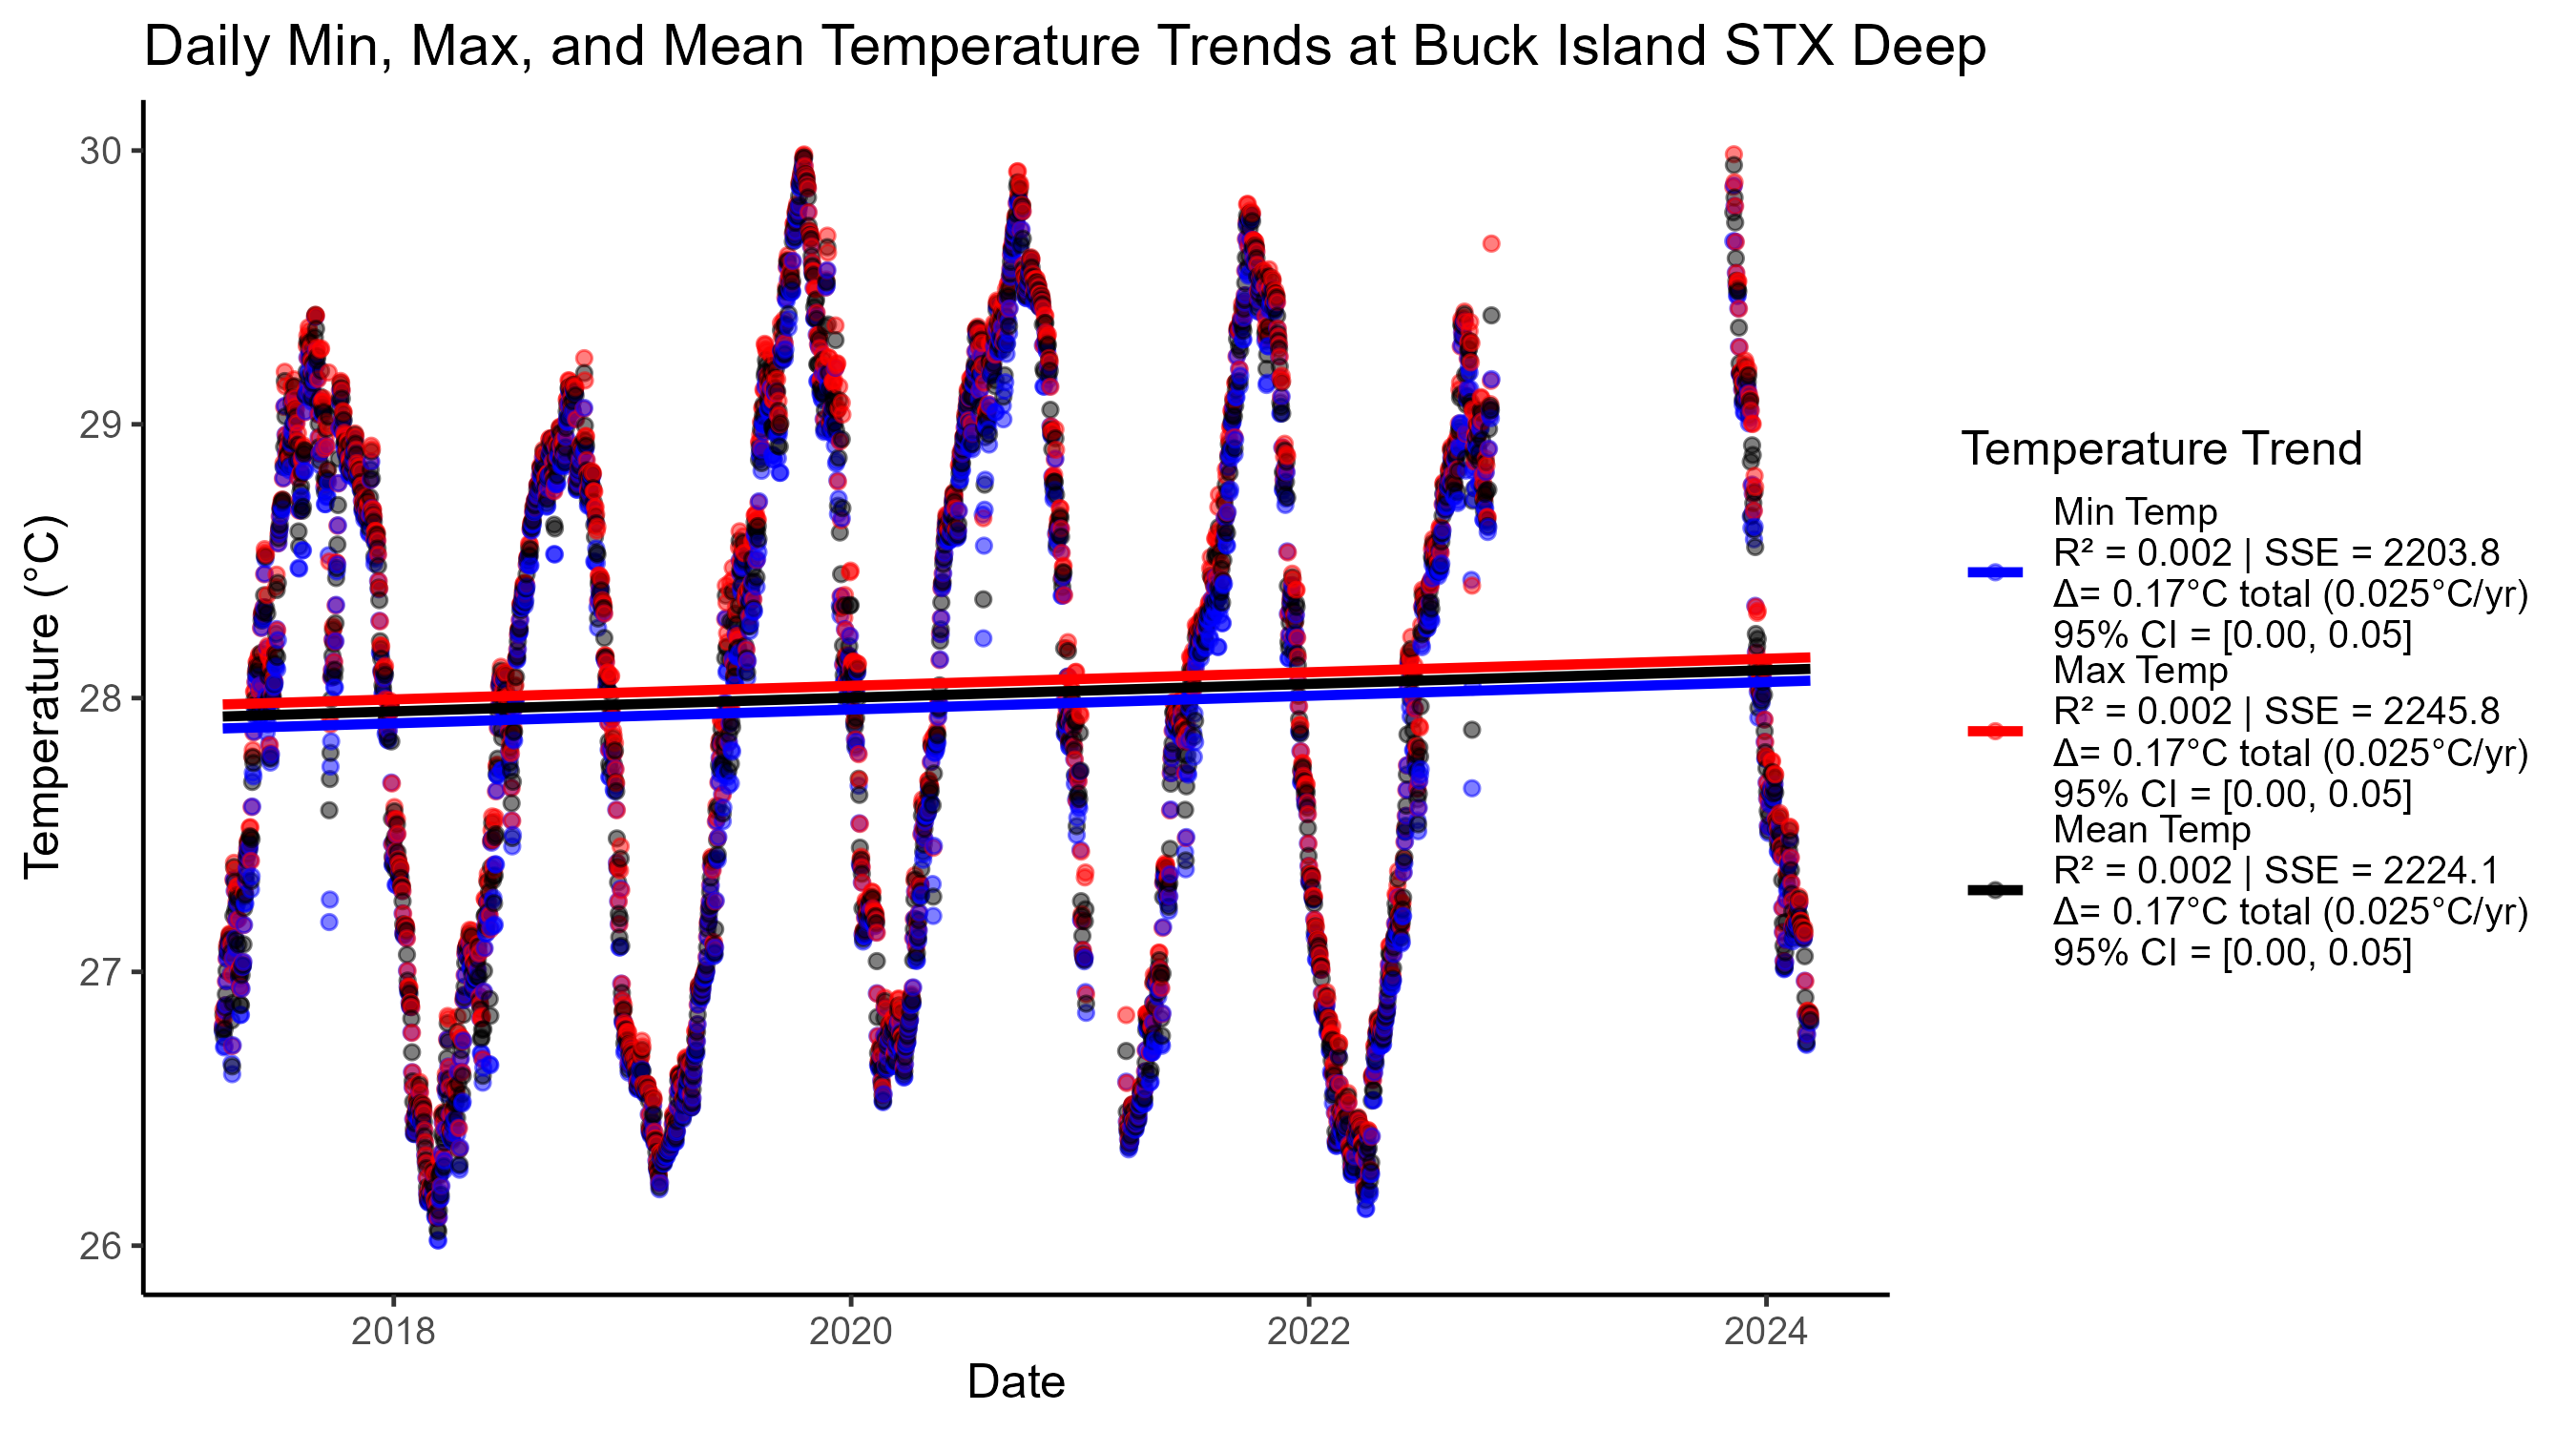 Daily Min, Max, and Mean Temperature Trends at Buck Island STX Deep
Temperature (°C)
30
29
28
27
26
2018
2020
2022
2024
Date
Temperature Trend
Min Temp
R² = 0.002 | SSE = 2203.8
Δ= 0.17°C total (0.025°C/yr)
95% CI = [0.00, 0.05]
Max Temp
R² = 0.002 | SSE = 2245.8
Δ= 0.17°C total (0.025°C/yr)
95% CI = [0.00, 0.05]
Mean Temp
R² = 0.002 | SSE = 2224.1
Δ= 0.17°C total (0.025°C/yr)
95% CI = [0.00, 0.05]